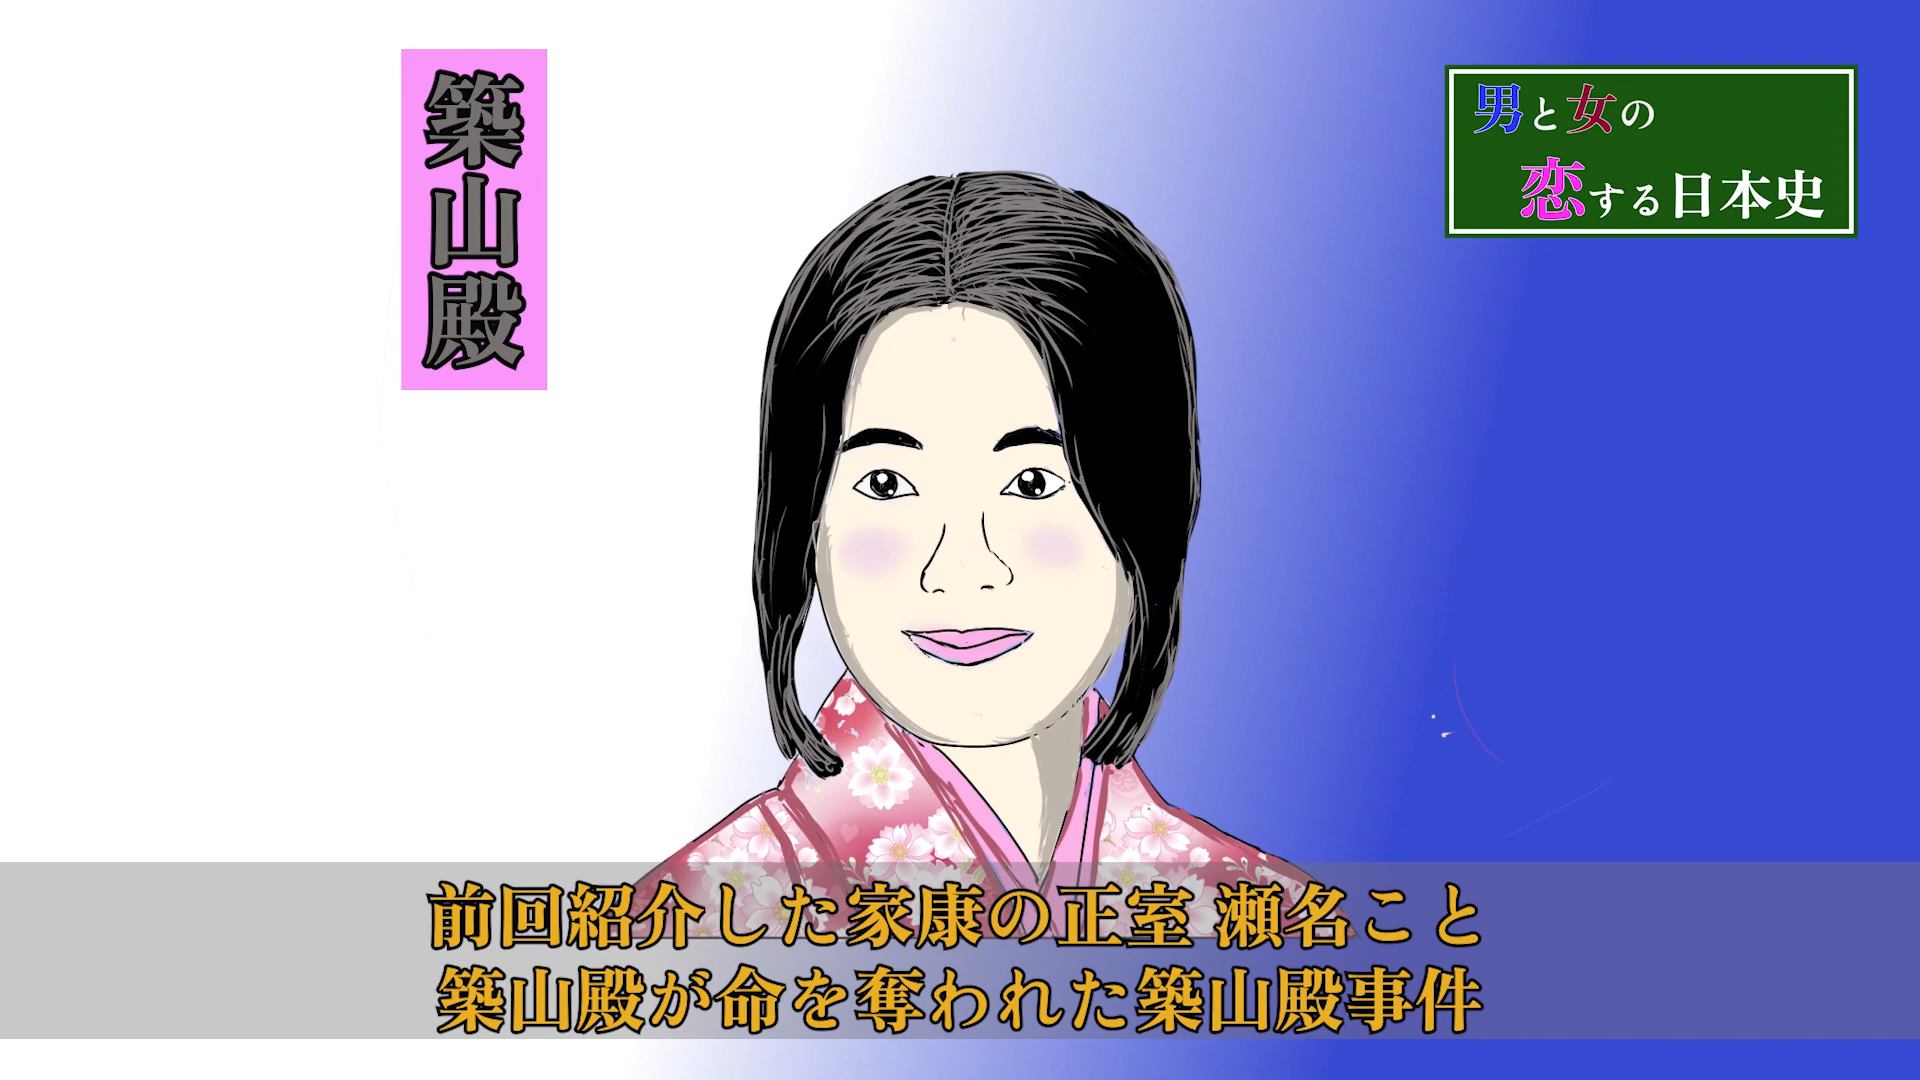 築山殿
男と女の
恋する日本史
前回紹介した家康の正室 瀬名こと
築山殿が命を奪われた築山殿事件